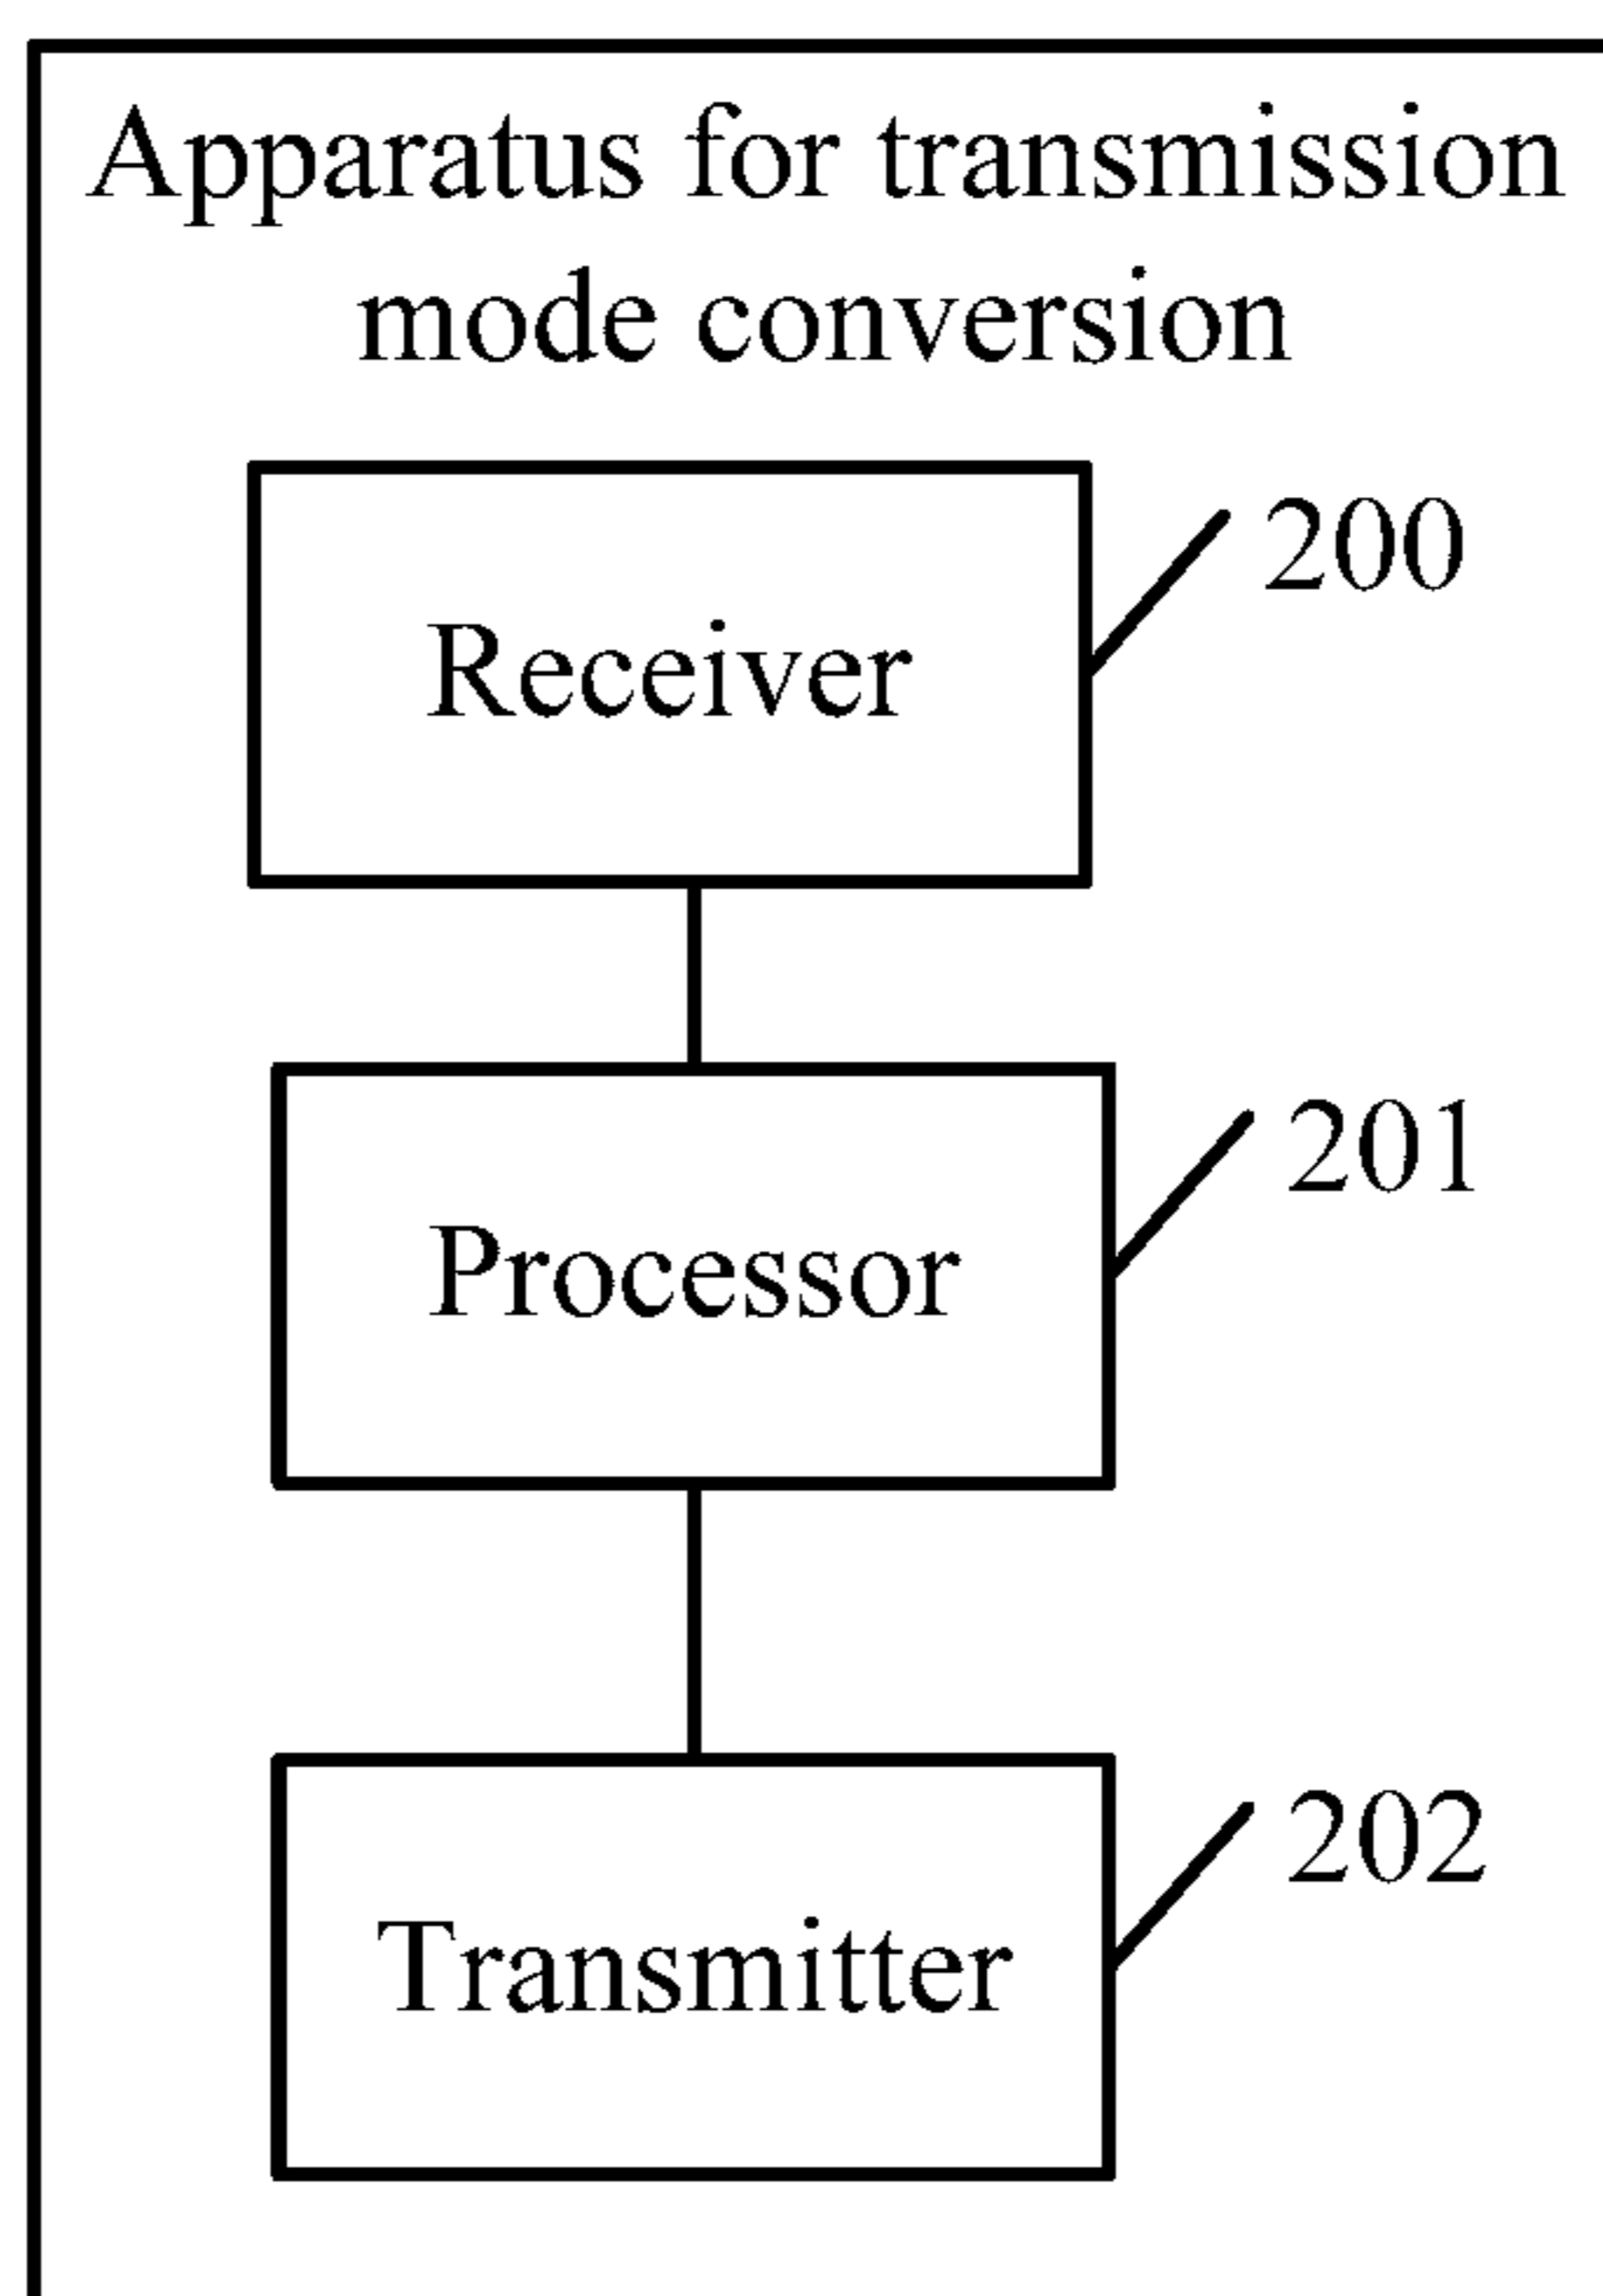 Apparatus for transmission
mode conversion
200
Receiver
201
Processor
202
Transmitter